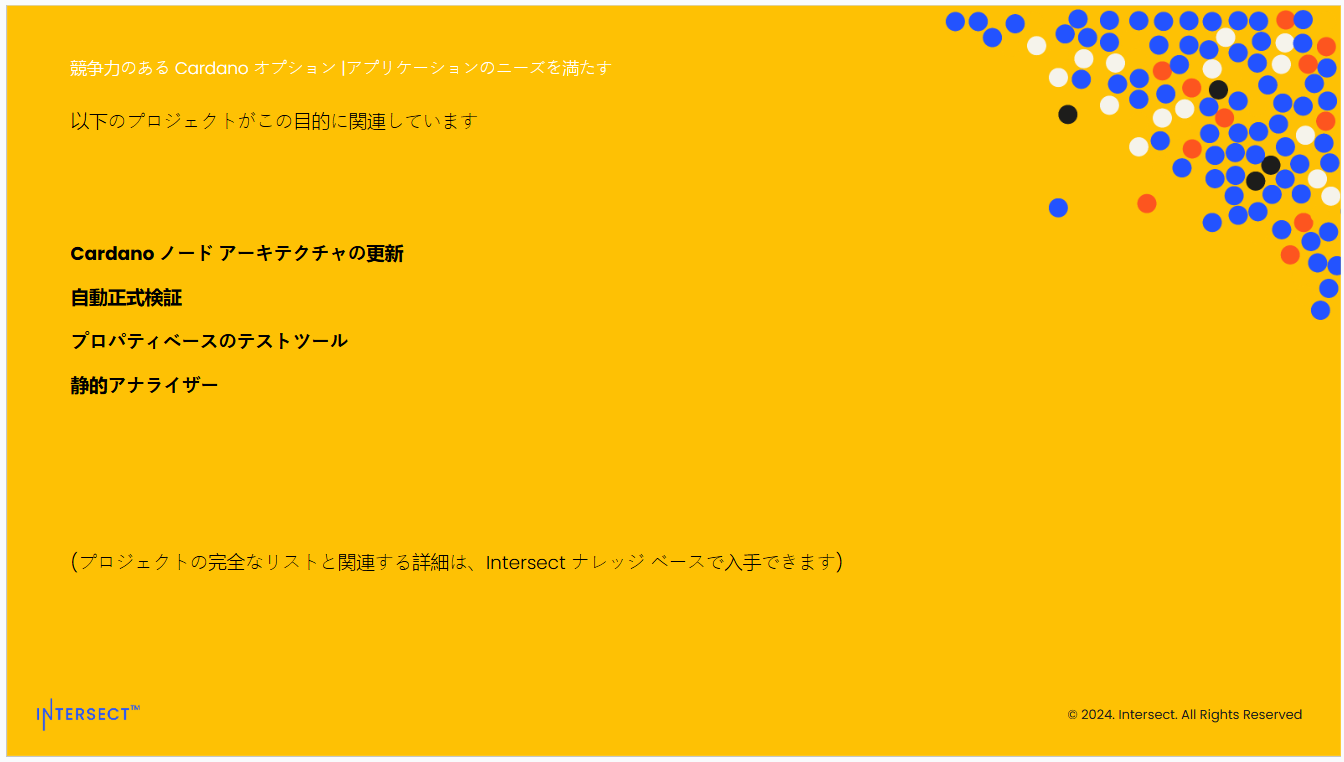 競争力のある Cardano オプション |アプリケーションのニーズを満たす
以下のプロジェクトがこの目的に関連しています
Cardano ノード アーキテクチャの更新
自動正式検証
プロパティベースのテストツール
静的アナライザー
(プロジェクトの完全なリストと関連する詳細は、Intersect ナレッジ ベースで入手できます)
INTERSECT™
© 2024. Intersect. All Rights Reserved